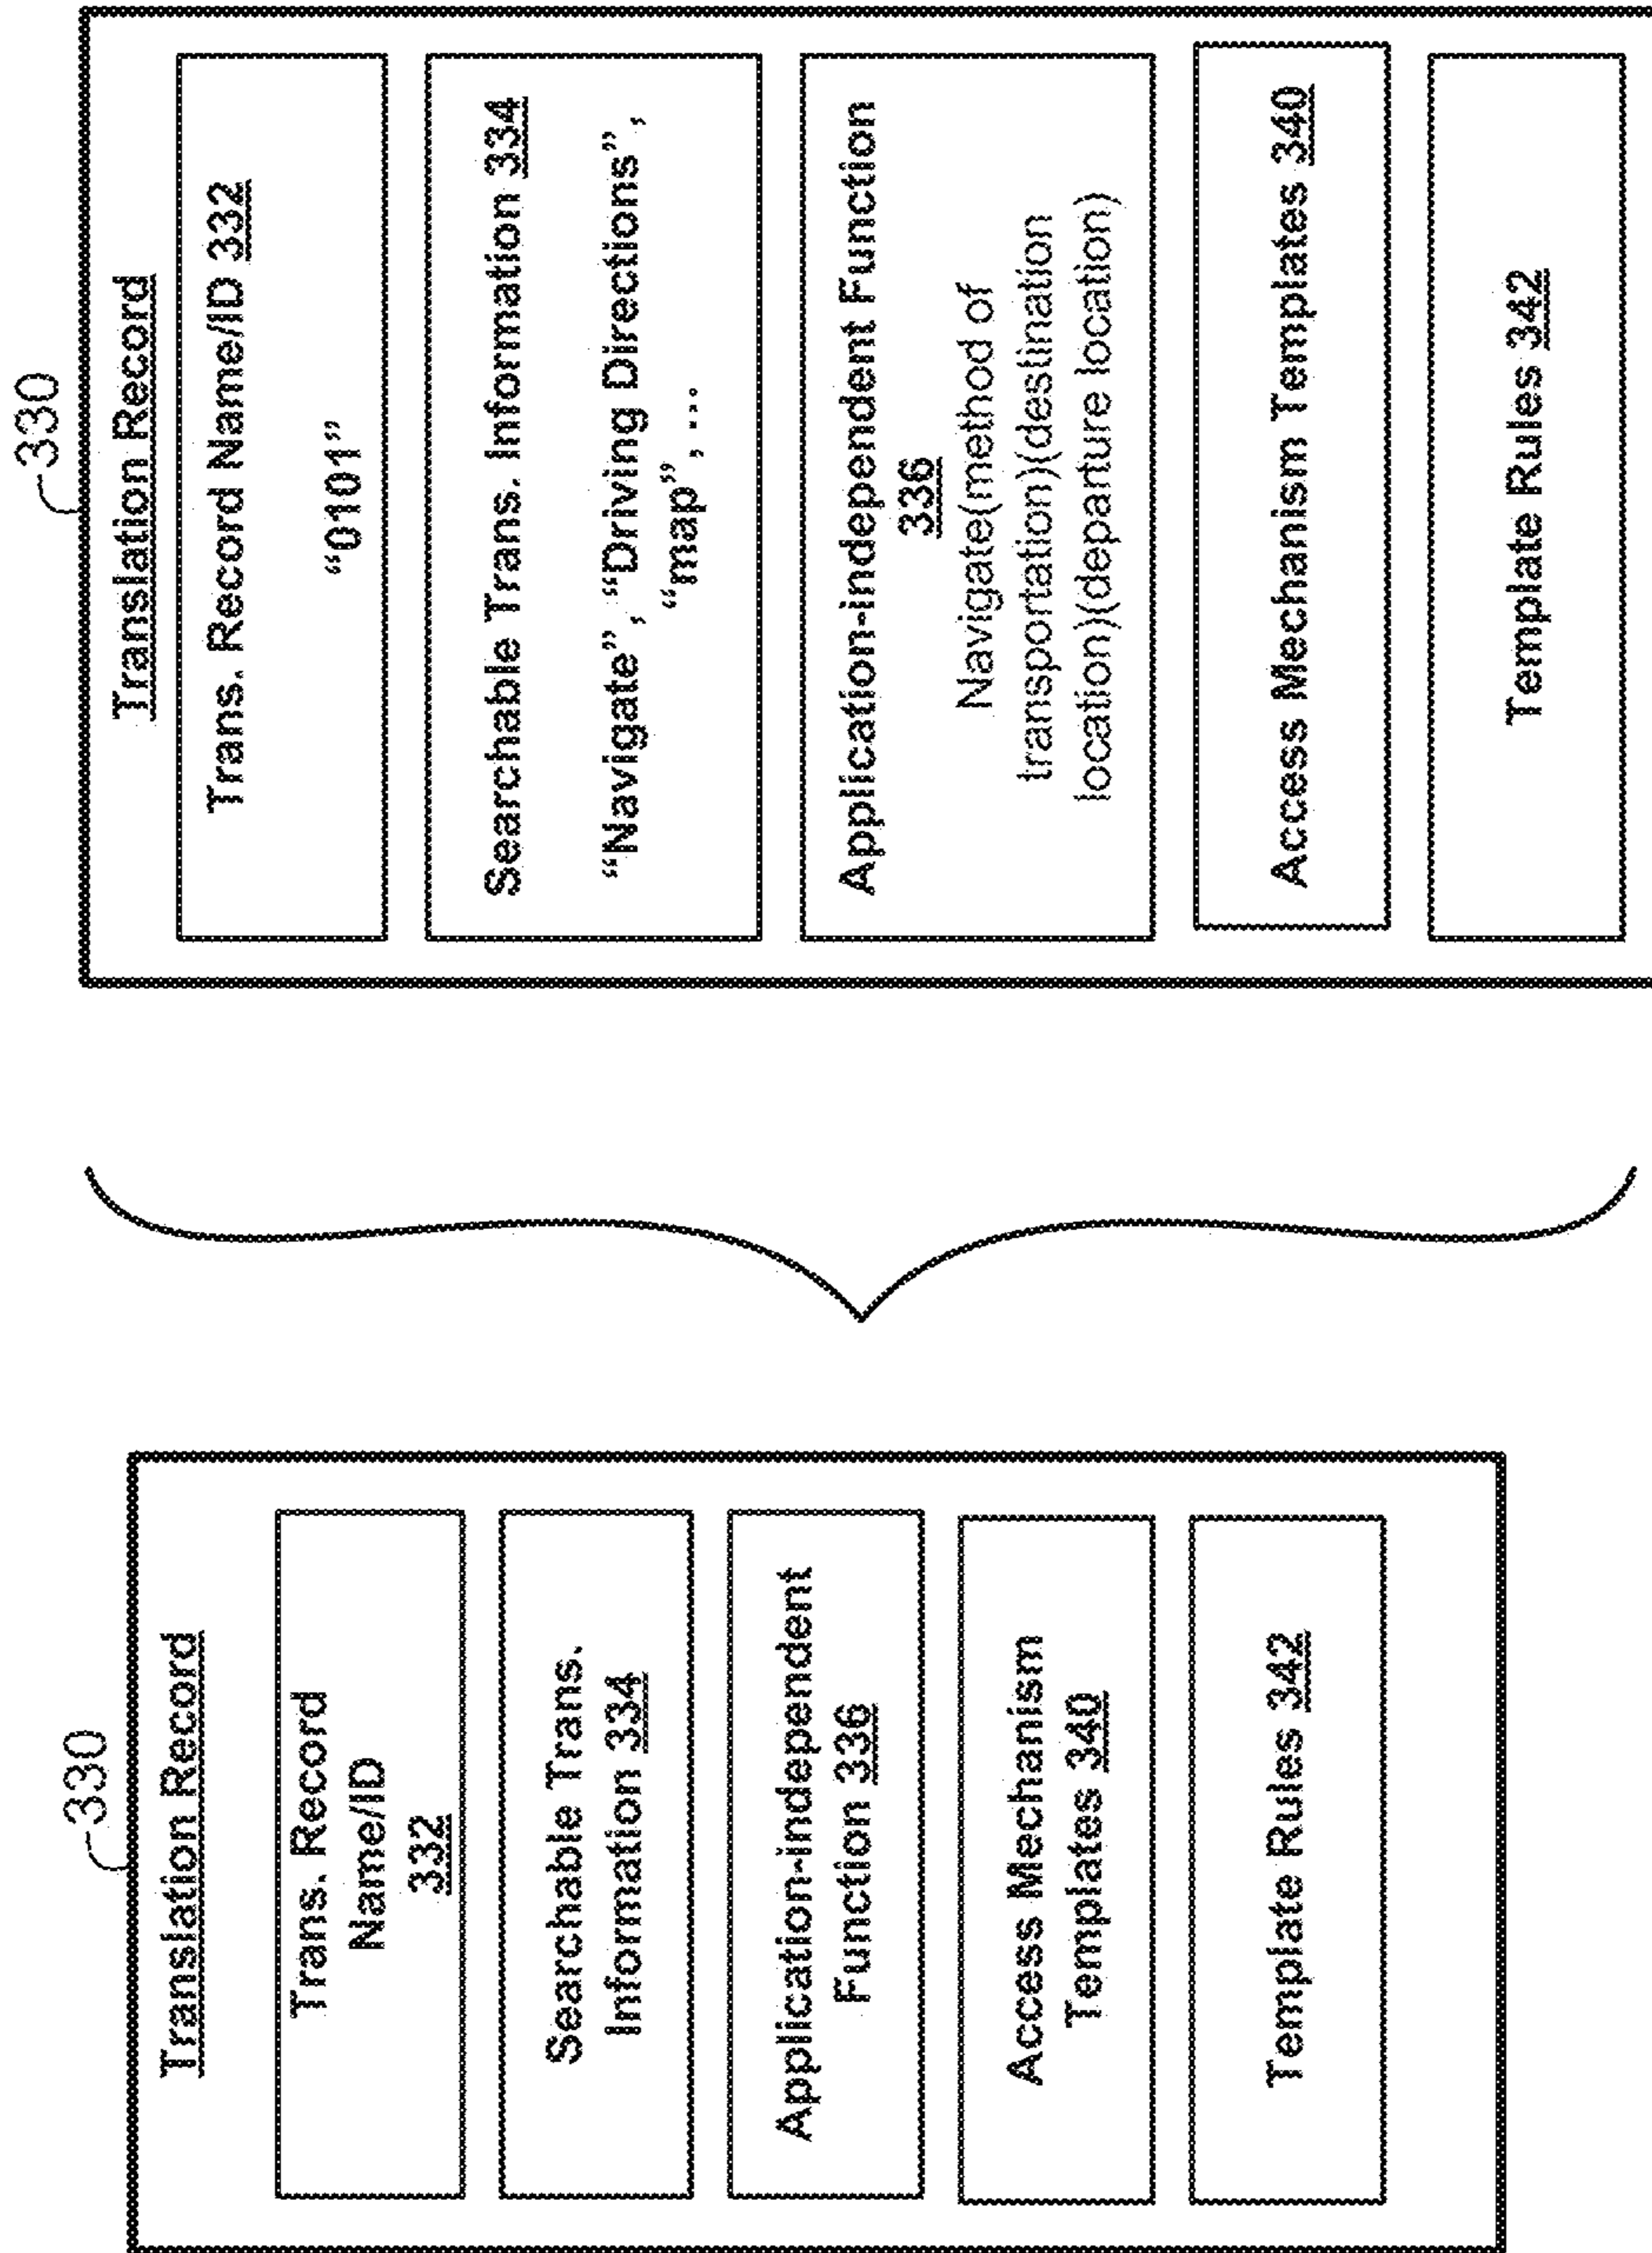 330
Translation Record
Trans. Record
Name/ID
332
Searchable Trans.
Information 334
Application-independent
Function 336
Access Mechanism
Templates 340
Template Rules 342
330
Translation Record
Trans. Record Name/ID 332
“0101”
Searchable Trans. Information 334
“Navigate”, “Driving Directions”,
“map”, ...
Application-independent Function
336
Navigate(method of
transportation)(destination
location)(departure location)
Access Mechanism Templates 340
Template Rules 342